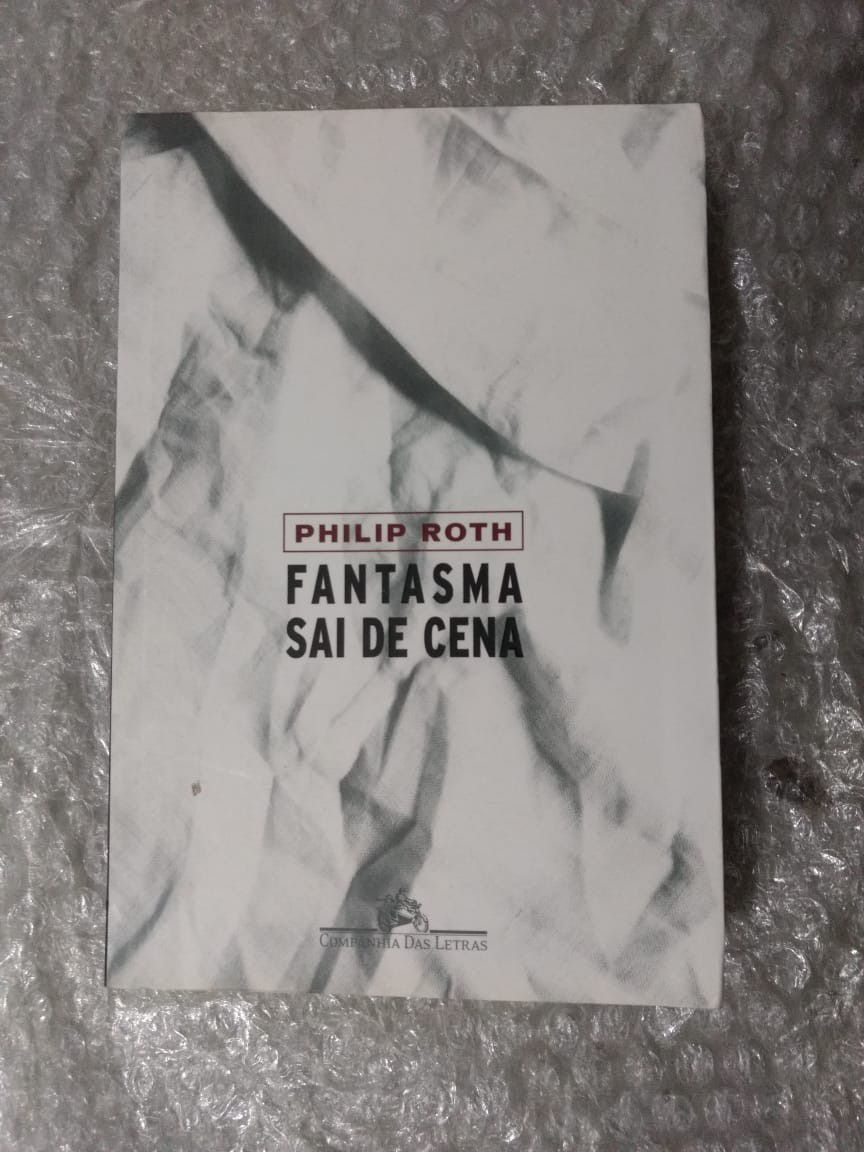 PHILIP ROTH
FANTASMA
SAI DE CENA
COMPANHIA DAS LETRAS